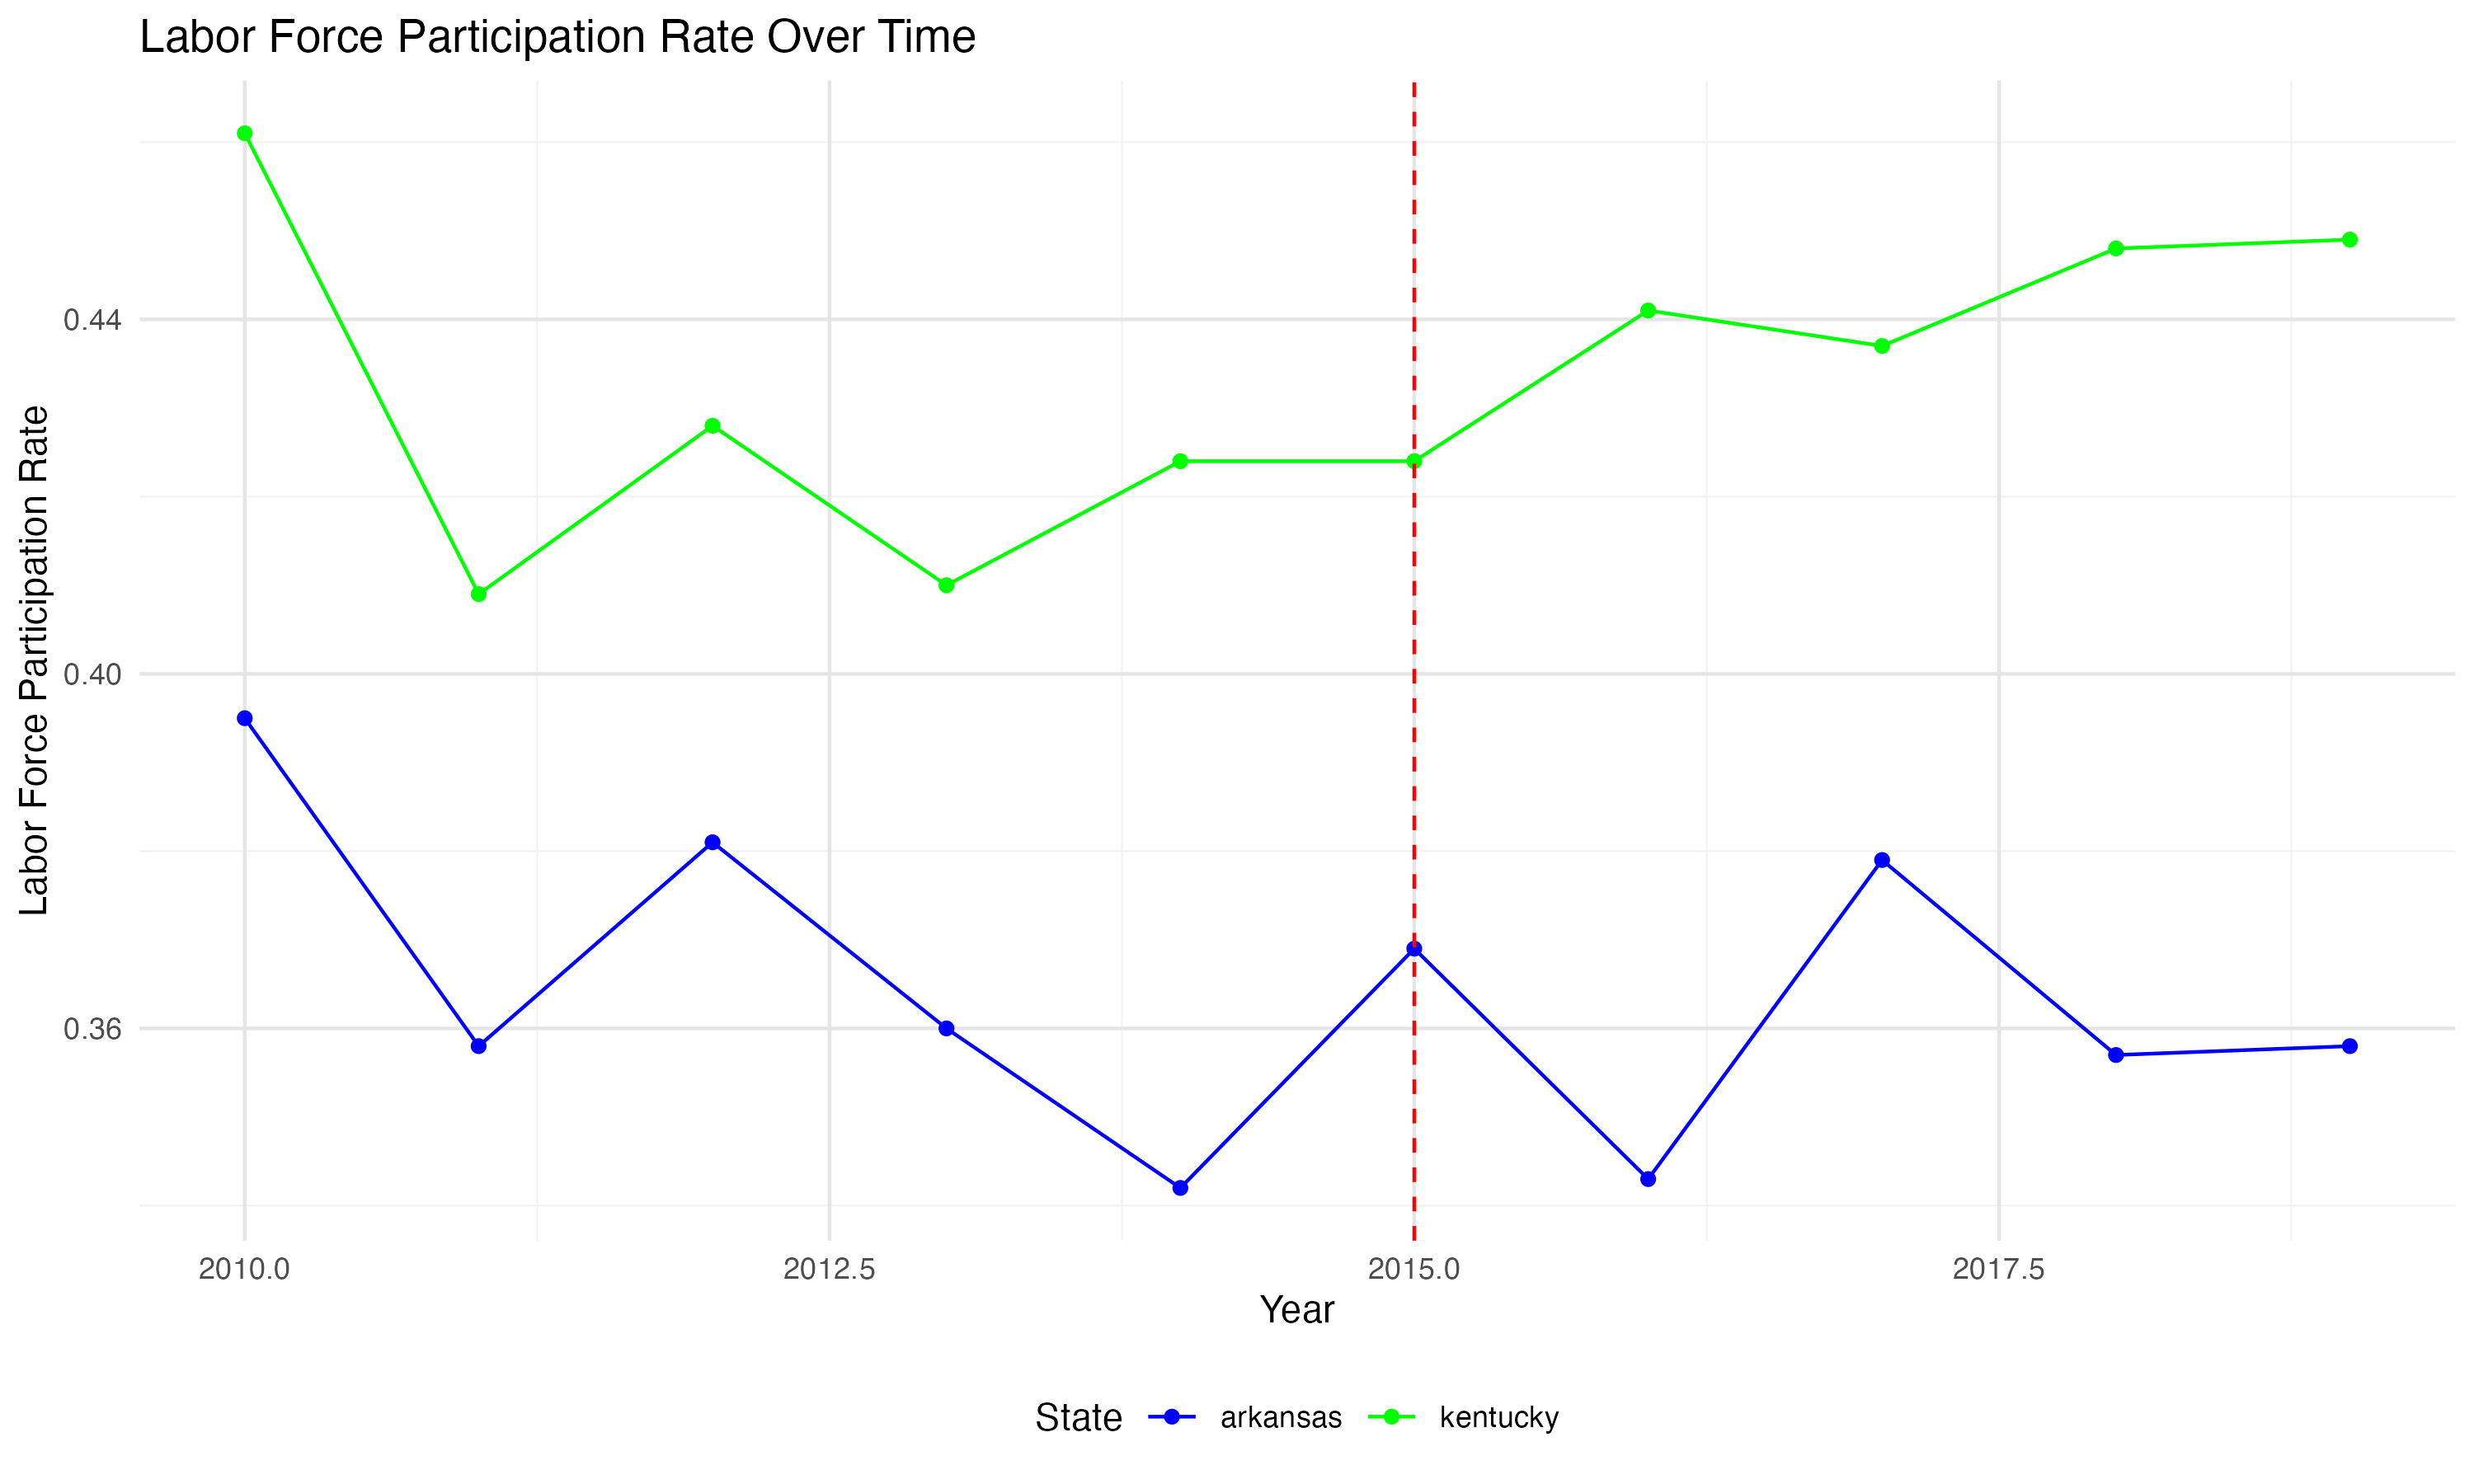 Labor Force Participation Rate Over Time
Labor Force Participation Rate
0.44
0.40
0.36
2010.0 2012.5 2015.0 2017.5
Year
State arkansas kentucky